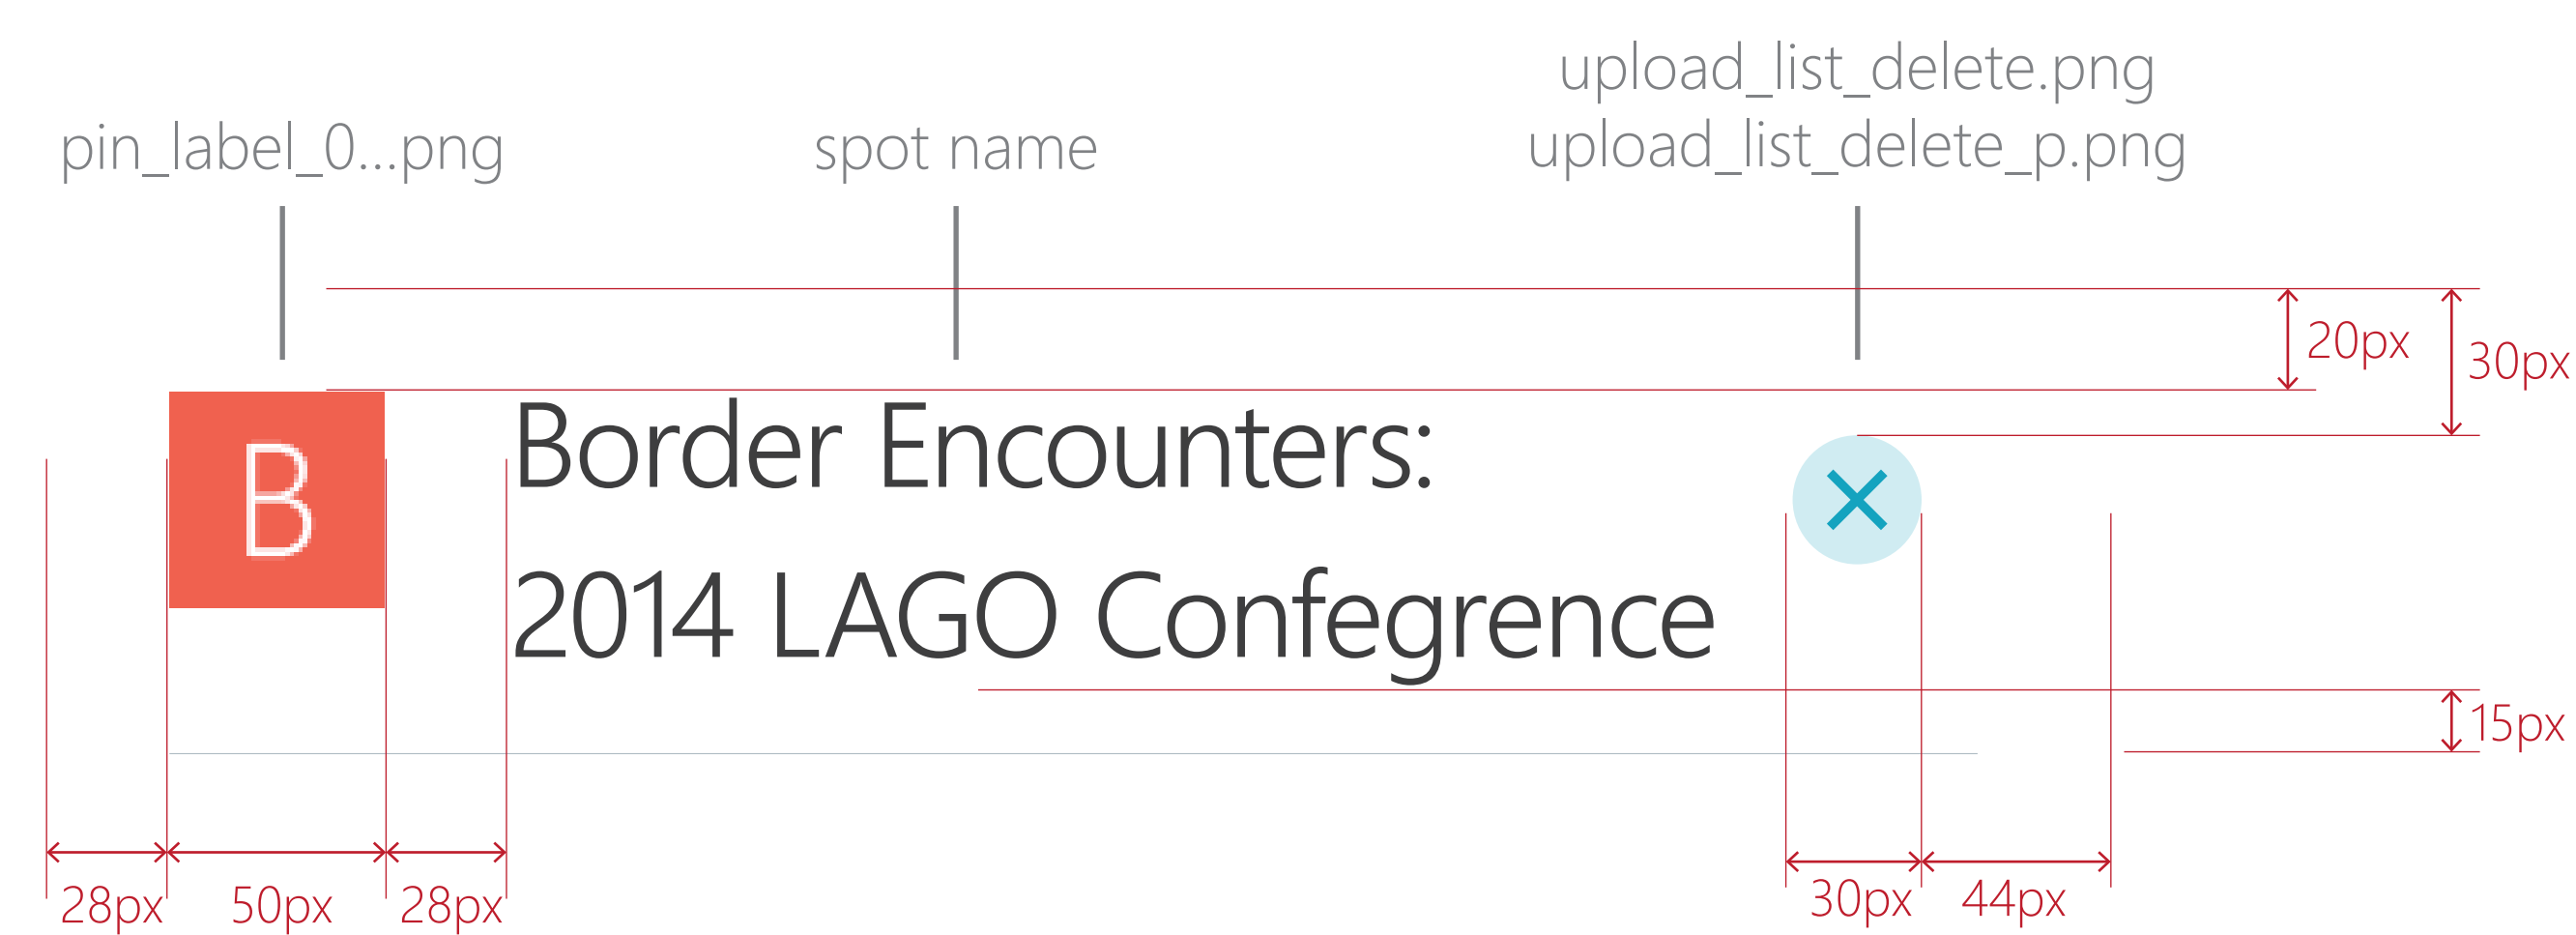 upload_list_delete.png
pin_label_0...png spot name upload_list_delete_p.png
20px
30px
B Border Encounters:
2014 LAGO Confegrence
15px
28px 50px 28px 30px 44px